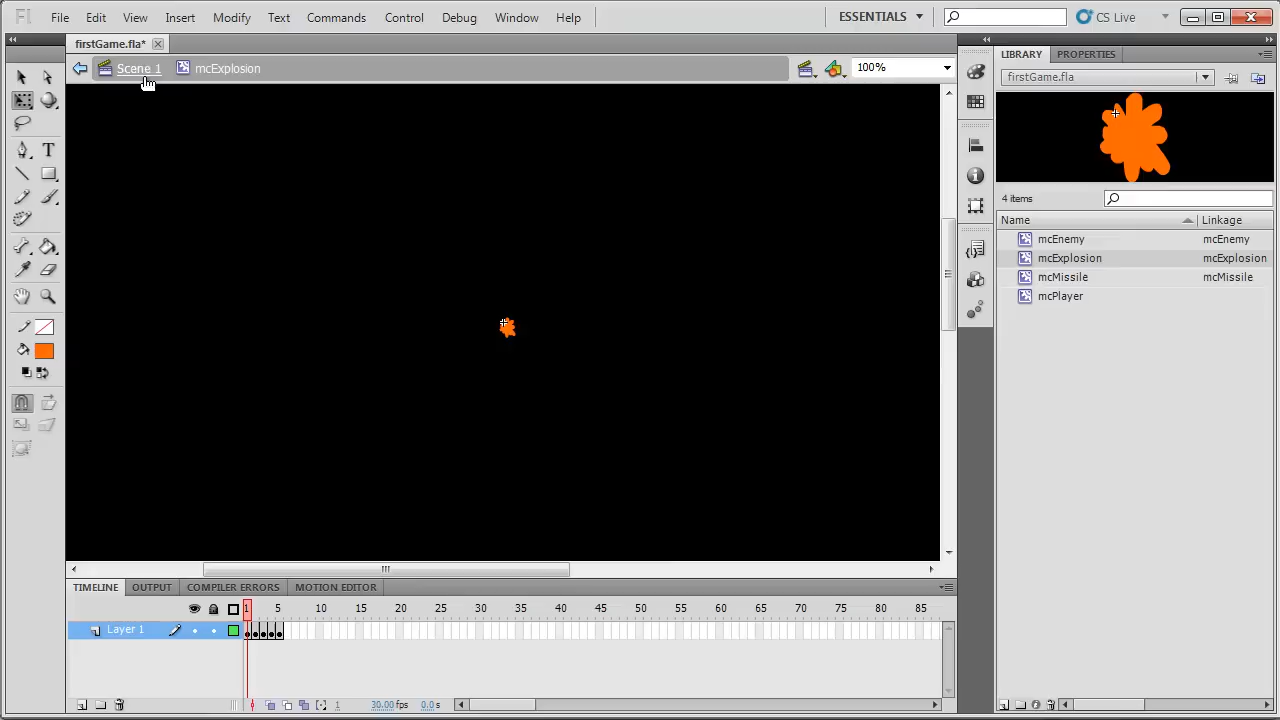 Fl File Edit View Insert Modify Text Commands Control Debug Window Help ESSENTIALS CS Live
firstGame.fla*
Scene 1 mcExplosion 100%
LIBRARY PROPERTIES
firstGame.fla
4 items
Name Linkage
mcEnemy mcEnemy
mcExplosion mcExplosion
mcMissile mcMissile
mcPlayer
T
TIMELINE OUTPUT COMPILER ERRORS MOTION EDITOR
1 5 10 15 20 25 30 35 40 45 50 55 60 65 70 75 80 85
Layer 1
1 30.00 fps 0.0 s